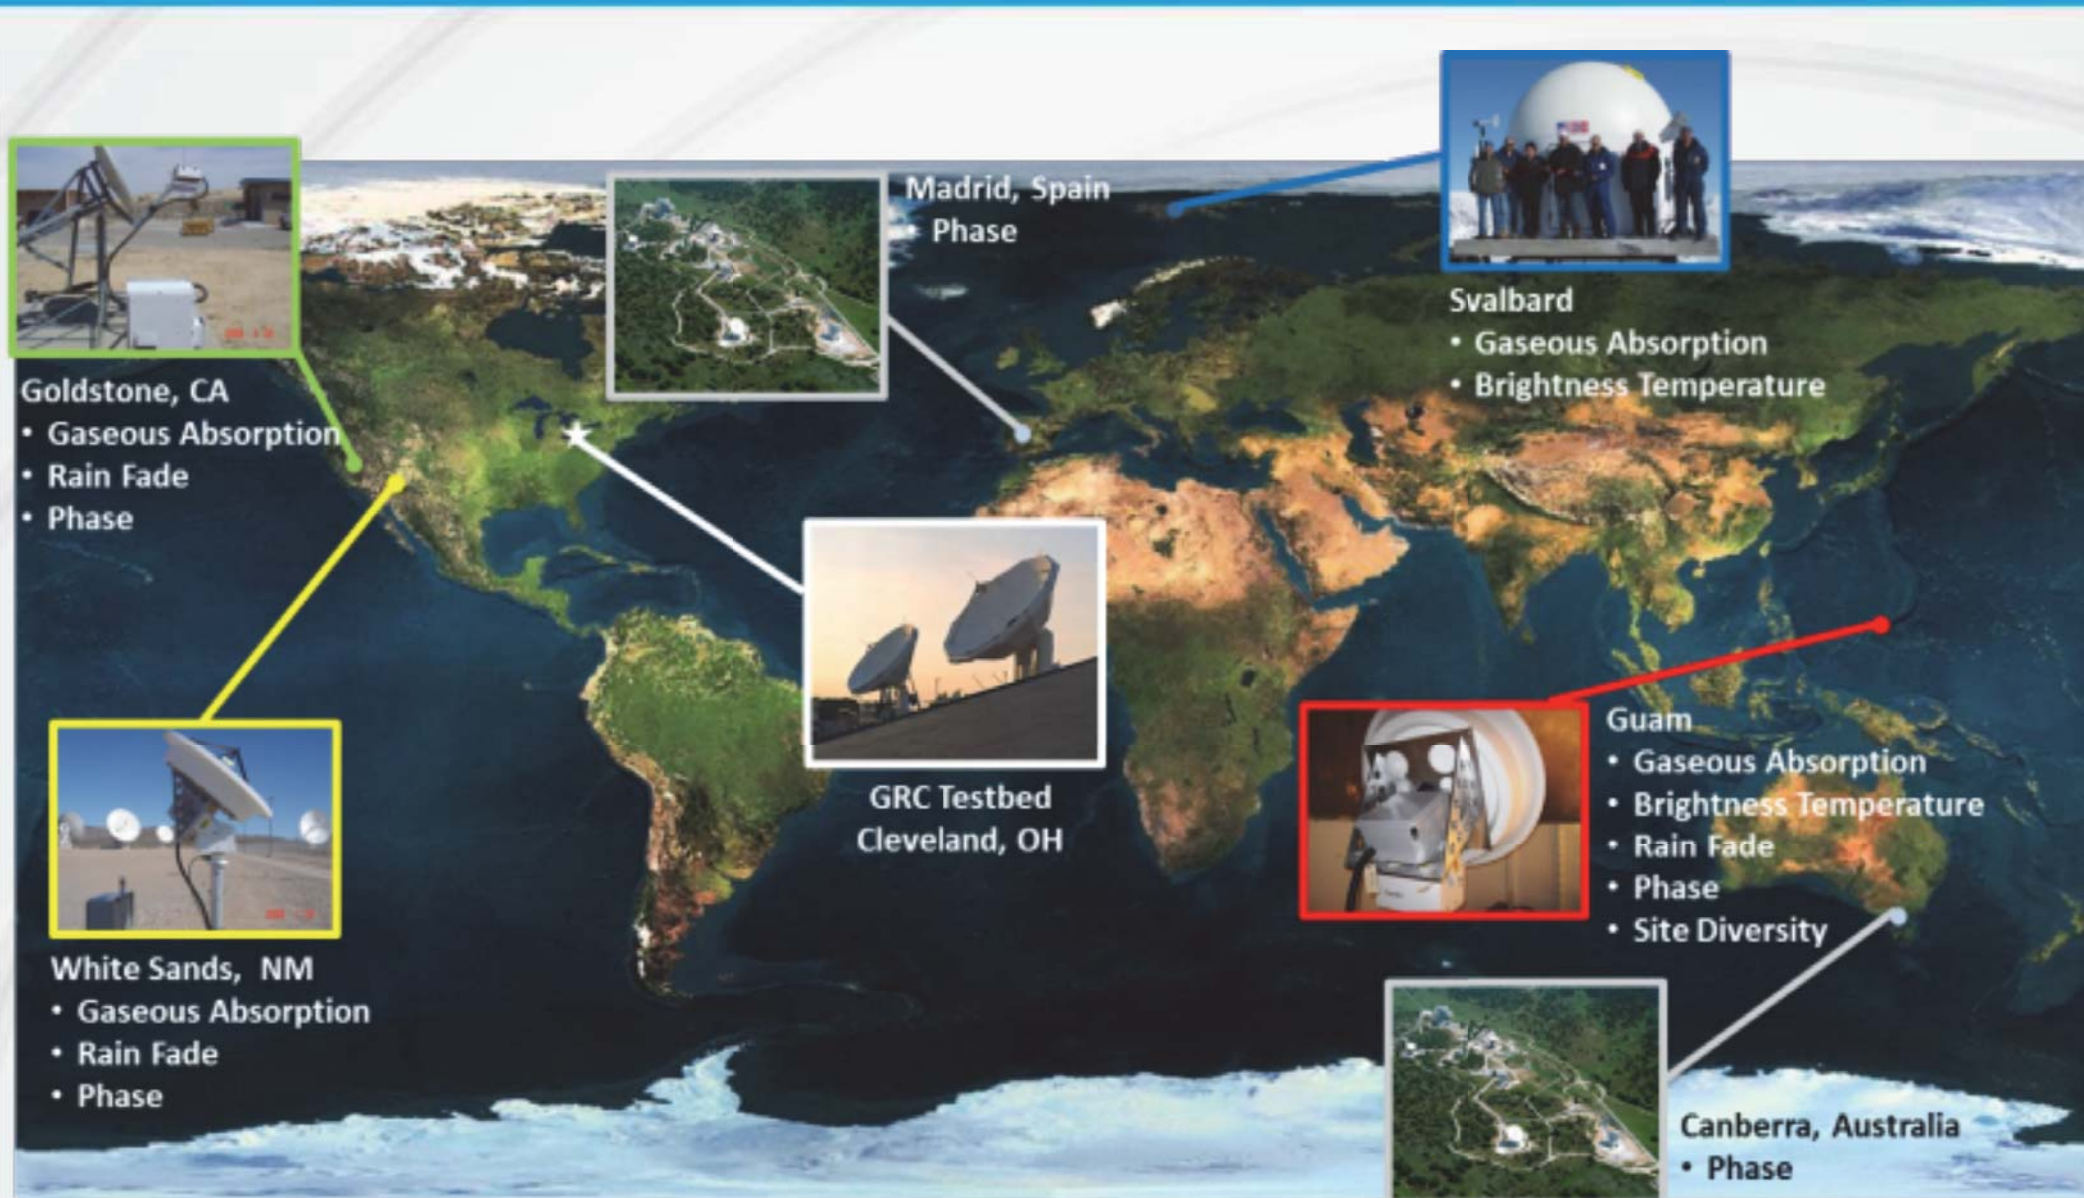 Madrid, Spain
• Phase
Svalbard
• Gaseous Absorption
• Brightness Temperature
Goldstone, CA
• Gaseous Absorption
• Rain Fade
• Phase
GRC Testbed
Cleveland, OH
Guam
• Gaseous Absorption
• Brightness Temperature
• Rain Fade
• Phase
• Site Diversity
White Sands, NM
• Gaseous Absorption
• Rain Fade
• Phase
Canberra, Australia
• Phase